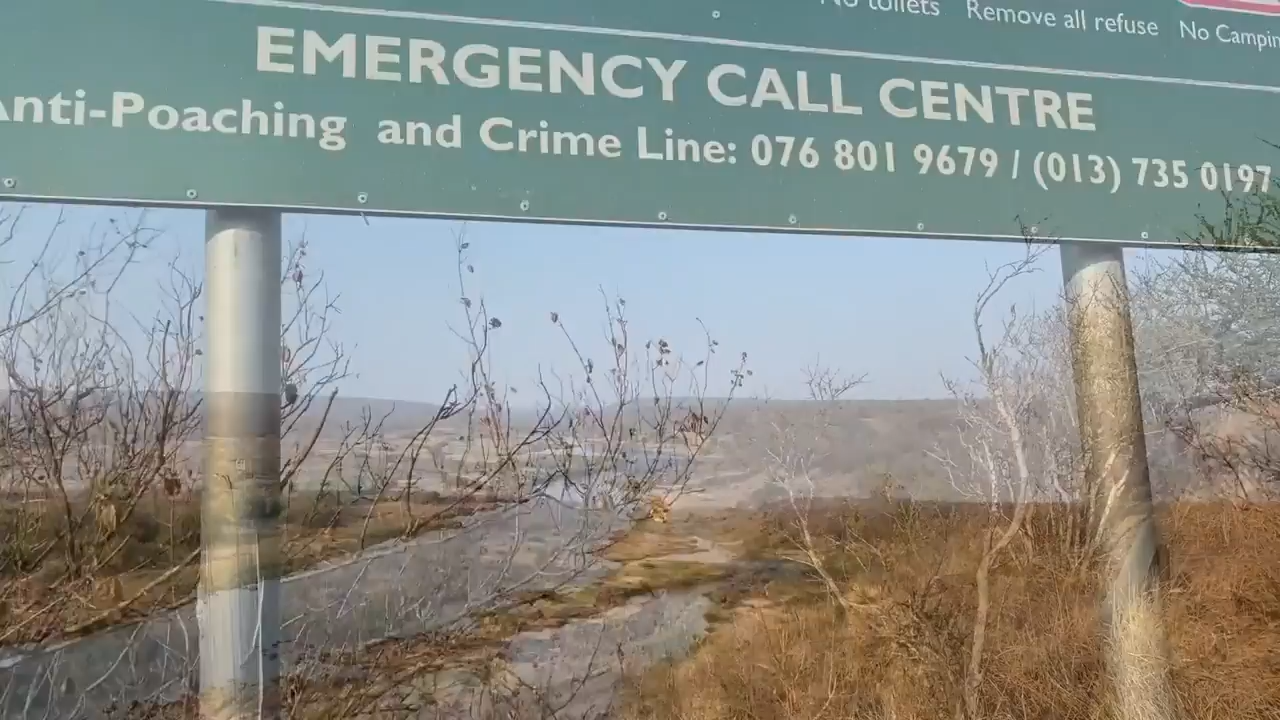 No toilets Remove all refuse No Camping
EMERGENCY CALL CENTRE
Anti-Poaching and Crime Line: 076 801 9679 / (013) 735 0197